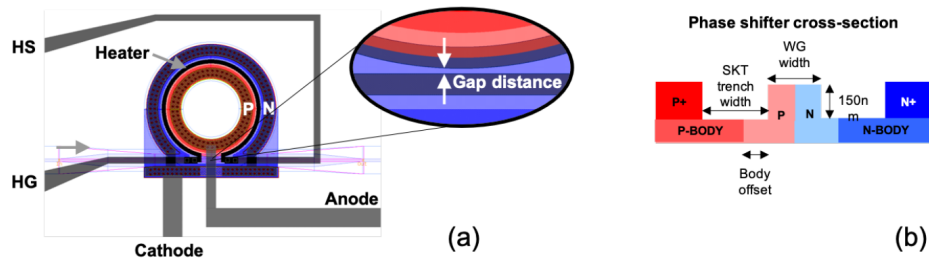 HS
Heater
P
N
Gap distance
HG
Anode
Cathode
(a)
Phase shifter cross-section
WG
width
SKT
trench
width
P+
P
N
150n
m
N+
P-BODY
N-BODY
Body
offset
(b)